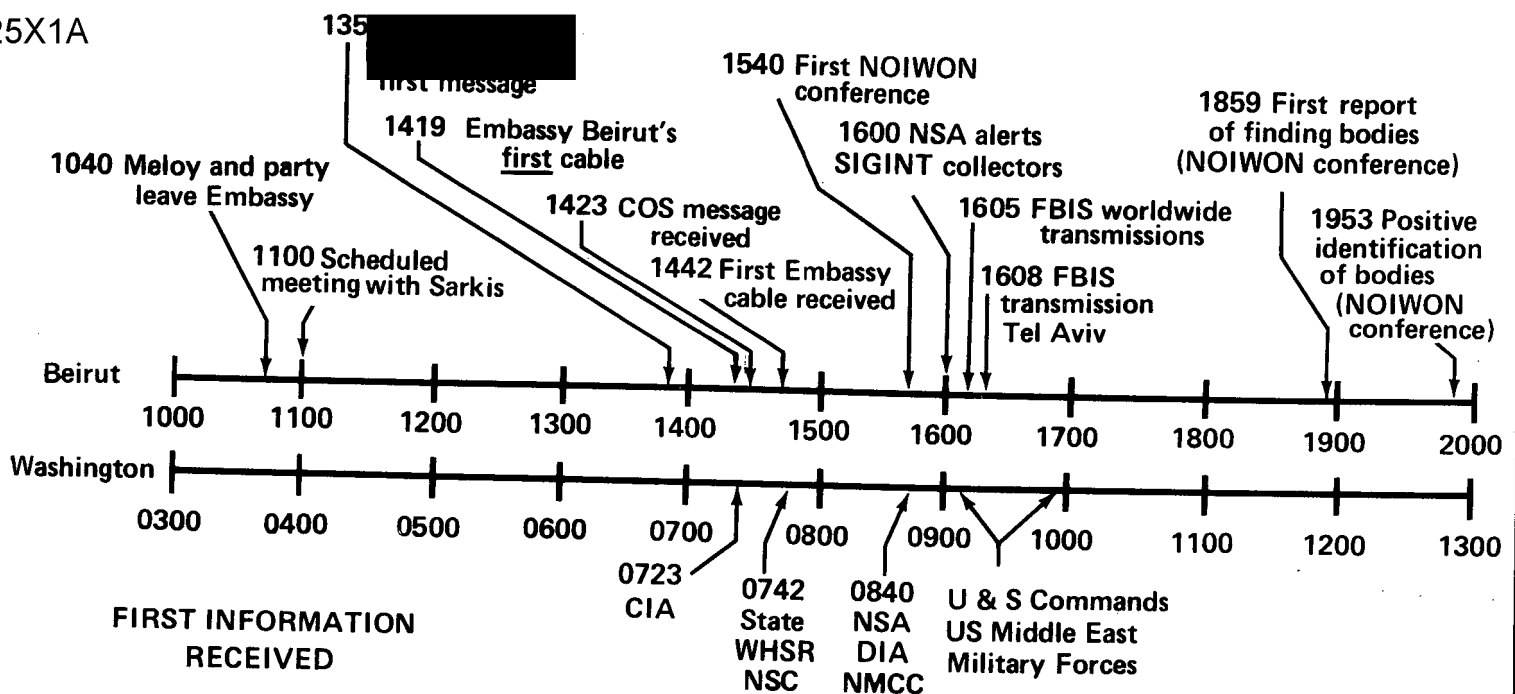 25X1A
135
first message
1419 Embassy Beirut's
first cable
1040 Meloy and party
leave Embassy
1100 Scheduled
meeting with Sarkis
1423 COS message
received
1442 First Embassy
cable received
1540 First NOIWON
conference
1600 NSA alerts
SIGINT collectors
1605 FBIS worldwide
transmissions
1608 FBIS
transmission
Tel Aviv
1859 First report
of finding bodies
(NOIWON conference)
1953 Positive
identification
of bodies
(NOIWON
conference)
Beirut
1000 1100 1200 1300 1400 1500 1600 1700 1800 1900 2000
Washington
0300 0400 0500 0600 0700 0800 0900 1000 1100 1200 1300
0723
CIA
0742
State
WHSR
NSC
0840
NSA
DIA
NMCC
U & S Commands
US Middle East
Military Forces
FIRST INFORMATION
RECEIVED